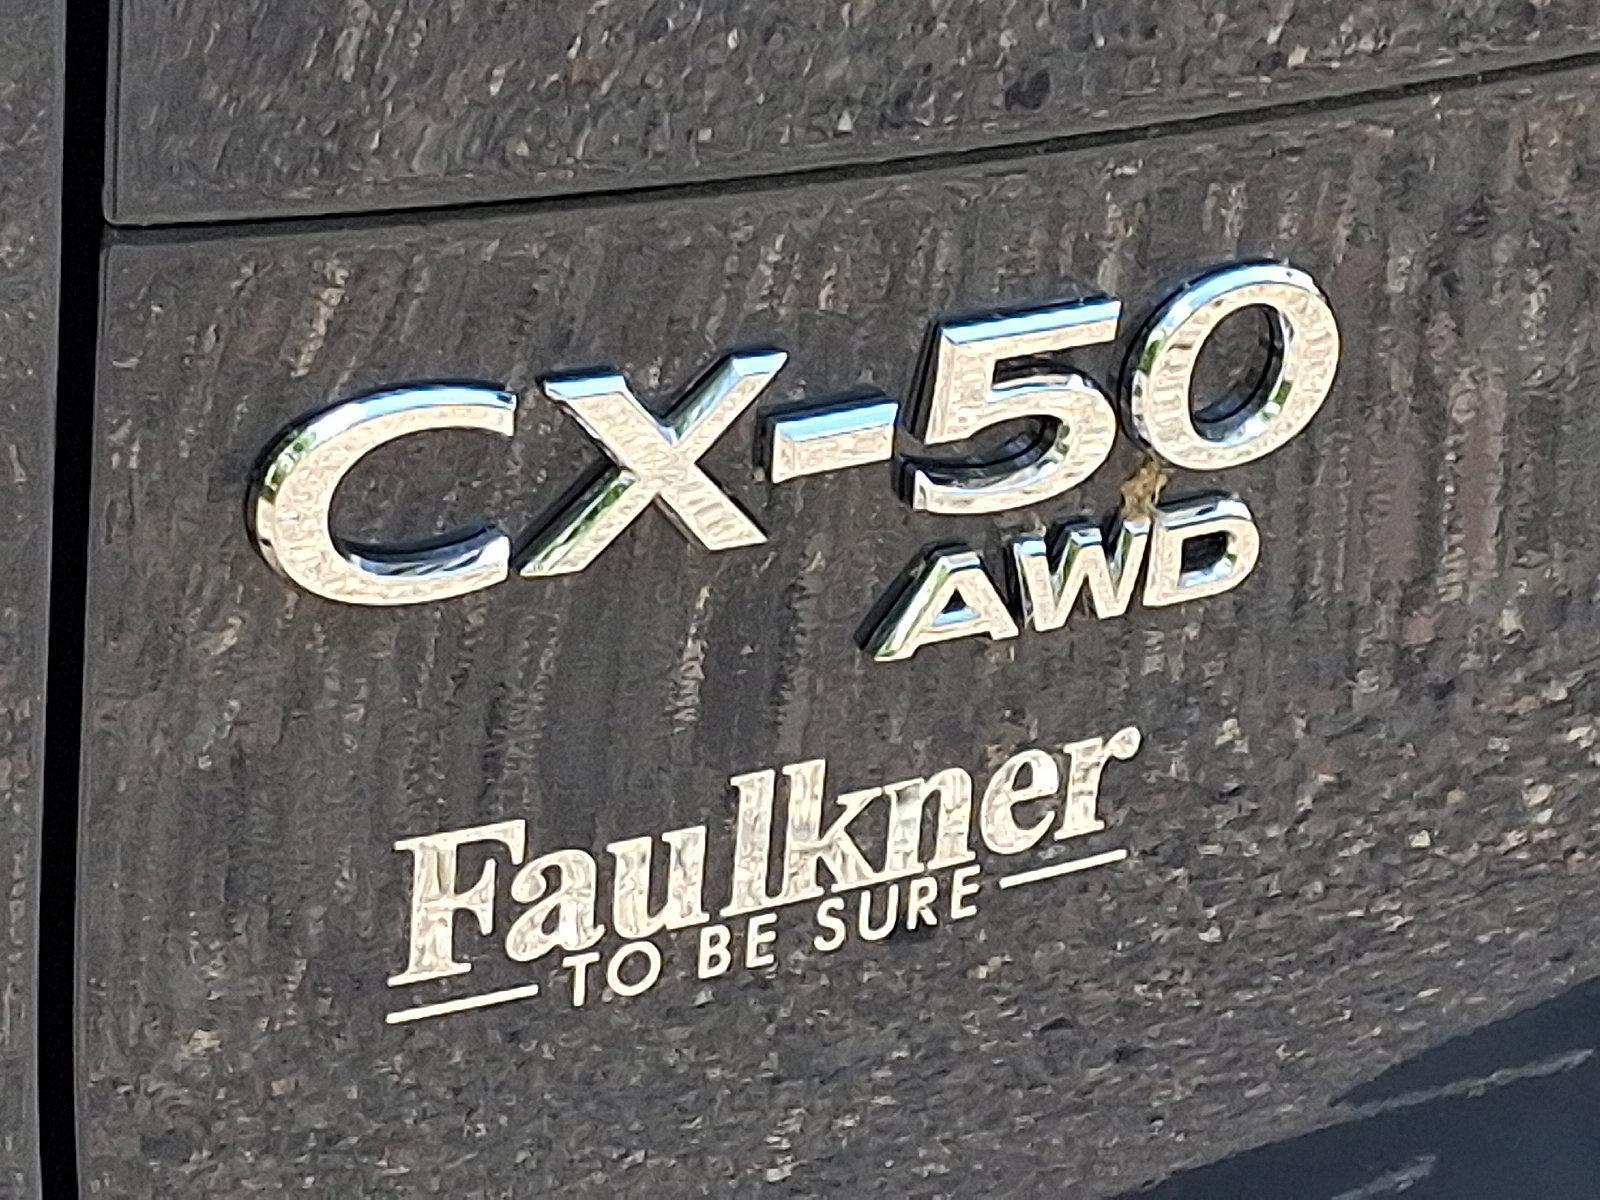 CX-50
AWD
Faulkner
TO BE SURE